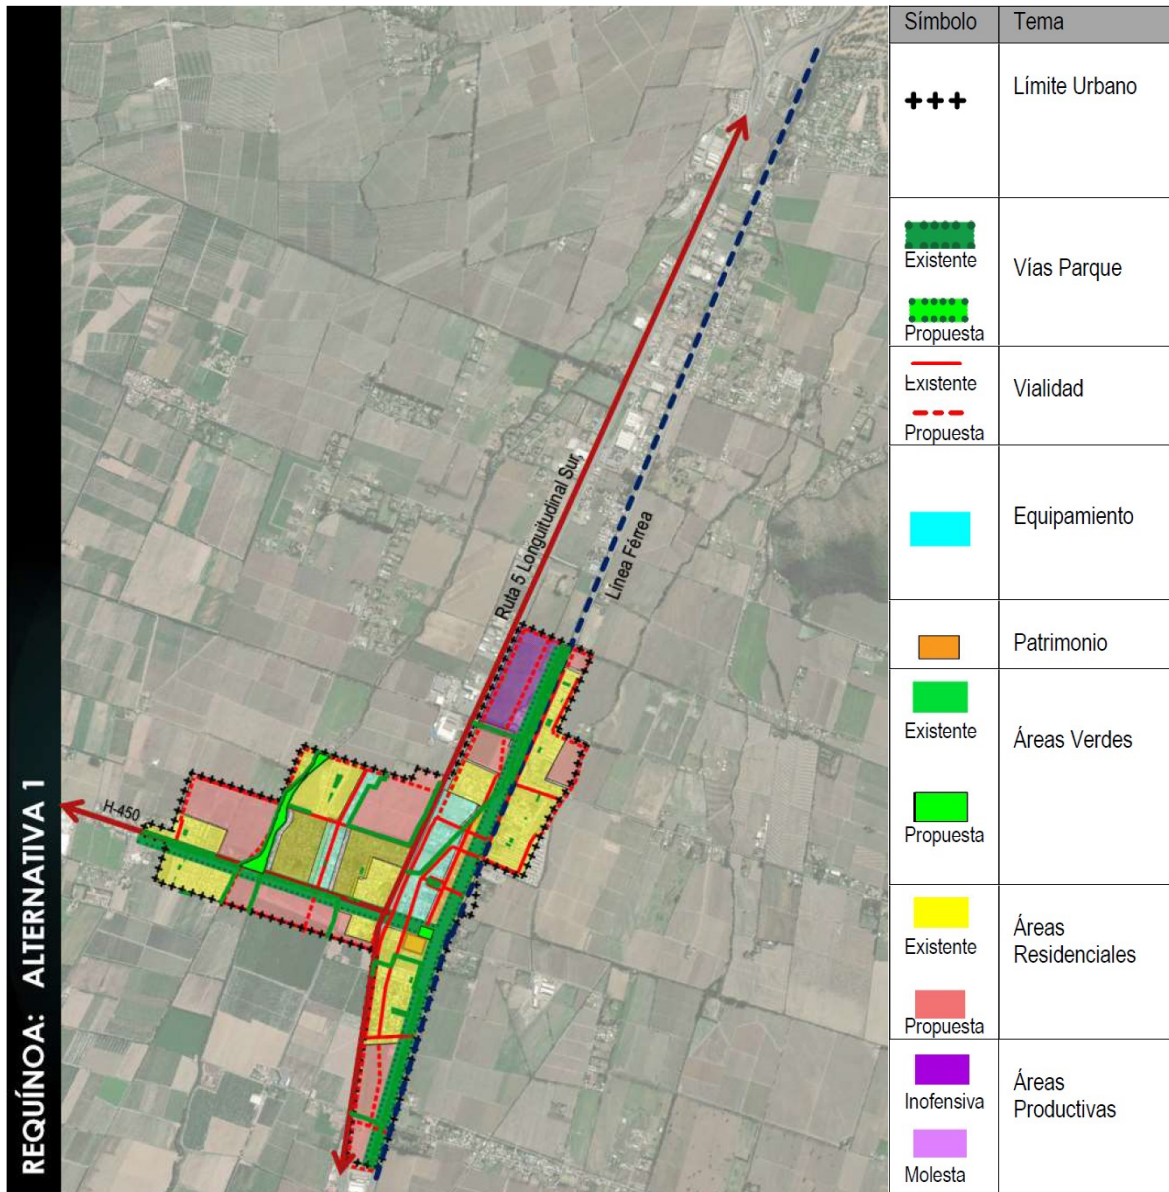 REQUÍNOA: ALTERNATIVA 1
Ruta 5 Longuitudinal Sur,
Línea Férrea
H-450
Símbolo Tema
Límite Urbano
Existente
Vías Parque
Propuesta
Existente
Vialidad
Propuesta
Equipamiento
Patrimonio
Existente
Áreas Verdes
Propuesta
Existente
Áreas
Residenciales
Propuesta
Inofensiva
Áreas
Productivas
Molesta